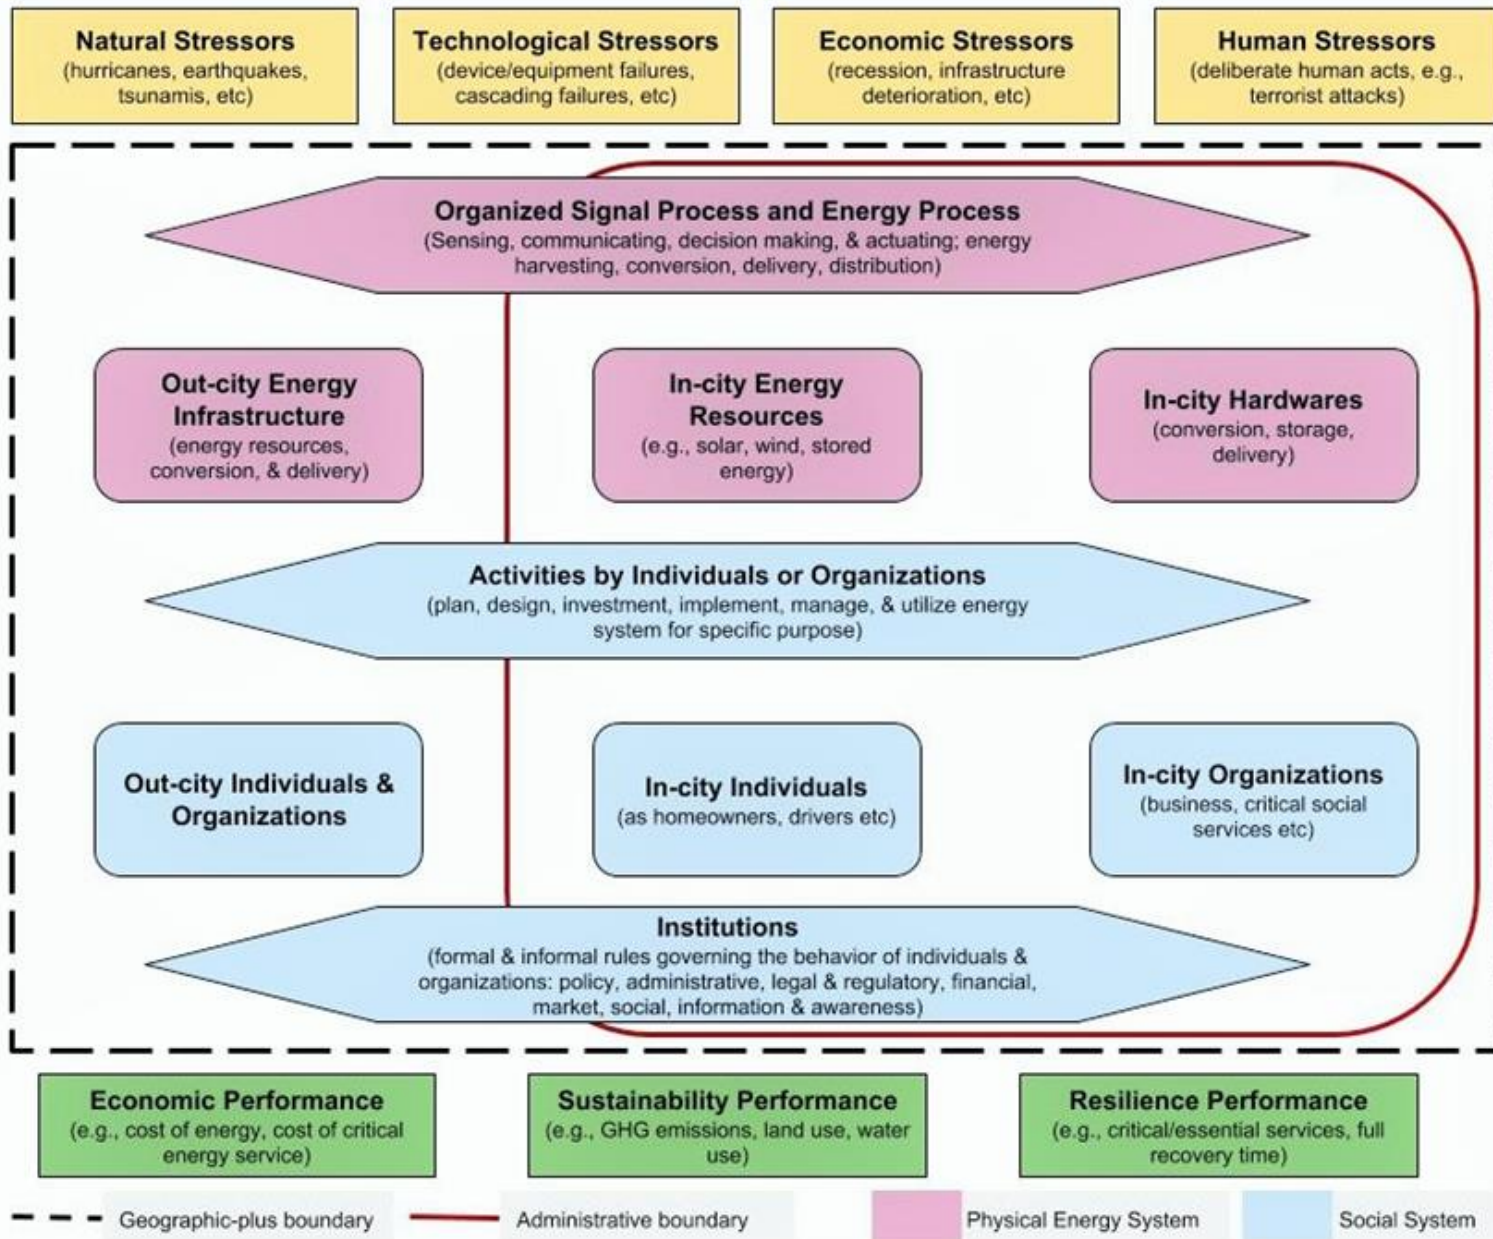 Natural Stressors
(hurricanes, earthquakes,
tsunamis, etc)
Technological Stressors
(device/equipment failures,
cascading failures, etc)
Economic Stressors
(recession, infrastructure
deterioration, etc)
Human Stressors
(deliberate human acts, e.g.,
terrorist attacks)
Organized Signal Process and Energy Process
(Sensing, communicating, decision making, & actuating; energy
harvesting, conversion, delivery, distribution)
Out-city Energy
Infrastructure
(energy resources,
conversion, & delivery)
In-city Energy
Resources
(e.g., solar, wind, stored
energy)
In-city Hardwares
(conversion, storage,
delivery)
Activities by Individuals or Organizations
(plan, design, investment, implement, manage, & utilize energy
system for specific purpose)
Out-city Individuals &
Organizations
In-city Individuals
(as homeowners, drivers etc)
In-city Organizations
(business, critical social
services etc)
Institutions
(formal & informal rules governing the behavior of individuals &
organizations: policy, administrative, legal & regulatory, financial,
market, social, information & awareness)
Economic Performance
(e.g., cost of energy, cost of critical
energy service)
Sustainability Performance
(e.g., GHG emissions, land use, water
use)
Resilience Performance
(e.g., critical/essential services, full
recovery time)
Geographic-plus boundary
Administrative boundary
Physical Energy System
Social System